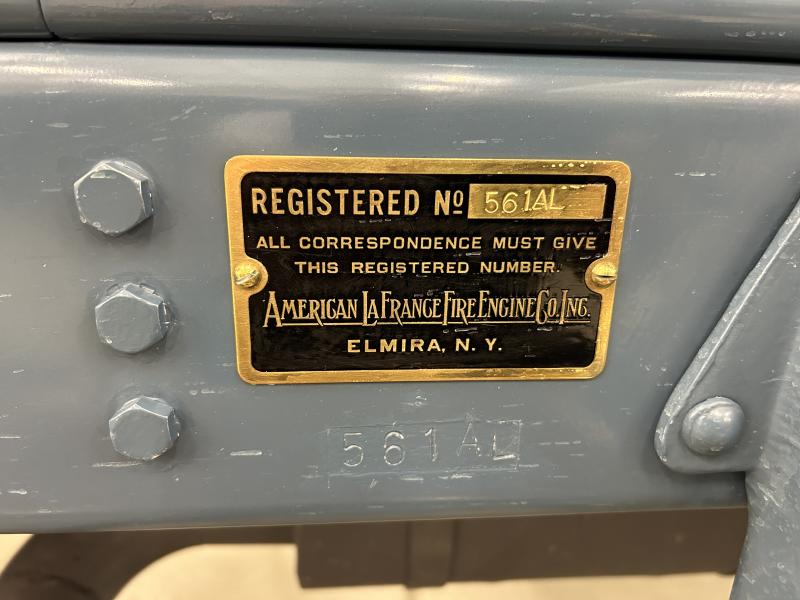 REGISTERED Nº 561AL
ALL CORRESPONDENCE MUST GIVE
THIS REGISTERED NUMBER.
AMERICAN LAFRANCE FIRE ENGINE CO. INC.
ELMIRA, N. Y.
561AL